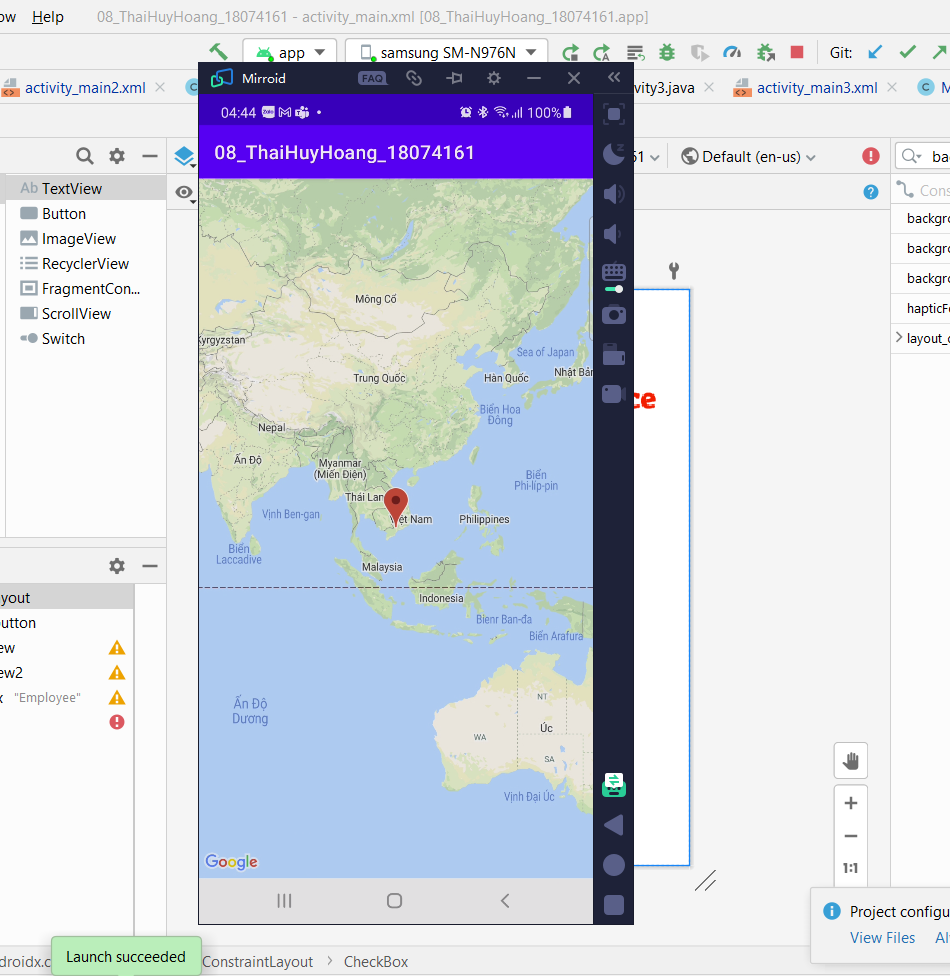 ow Help 08_ThaiHuyHoang_18074161 - activity_main.xml [08_ThaiHuyHoang_18074161.app]
app samsung SM-N976N Git:
activity_main2.xml vity3.java activity_main3.xml M
Mirroid FAQ
04:44 Zalo 100%
08_ThaiHuyHoang_18074161
51 Default (en-us) ba
Ab TextView
Button
ImageView
RecyclerView
FragmentCon...
ScrollView
Switch
Cons
backgro
backgro
backgro
hapticFe
layout_c
ce
Mông Cổ
Kyrgyzstan
Sea of Japan
Trung Quốc
Hàn Quốc
Nhật Bản
Biển Hoa
Đông
Nepal
Ấn Độ
Myanmar
(Miến Điện)
Biển
Phi-líp-pin
Thái Lan
Vịnh Ben-gan
Việt Nam
Philippines
Biển
Laccadive
Malaysia
Indonesia
Bienr Ban-đa
Biển Arafura
Ấn Độ
Dương
NT
Úc
WA
SA
Vịnh Đại Úc
Google
yout
button
ew
ew2
x "Employee"
1:1
Project configu
View Files Al
Launch succeeded
droidx.c ConstraintLayout > CheckBox